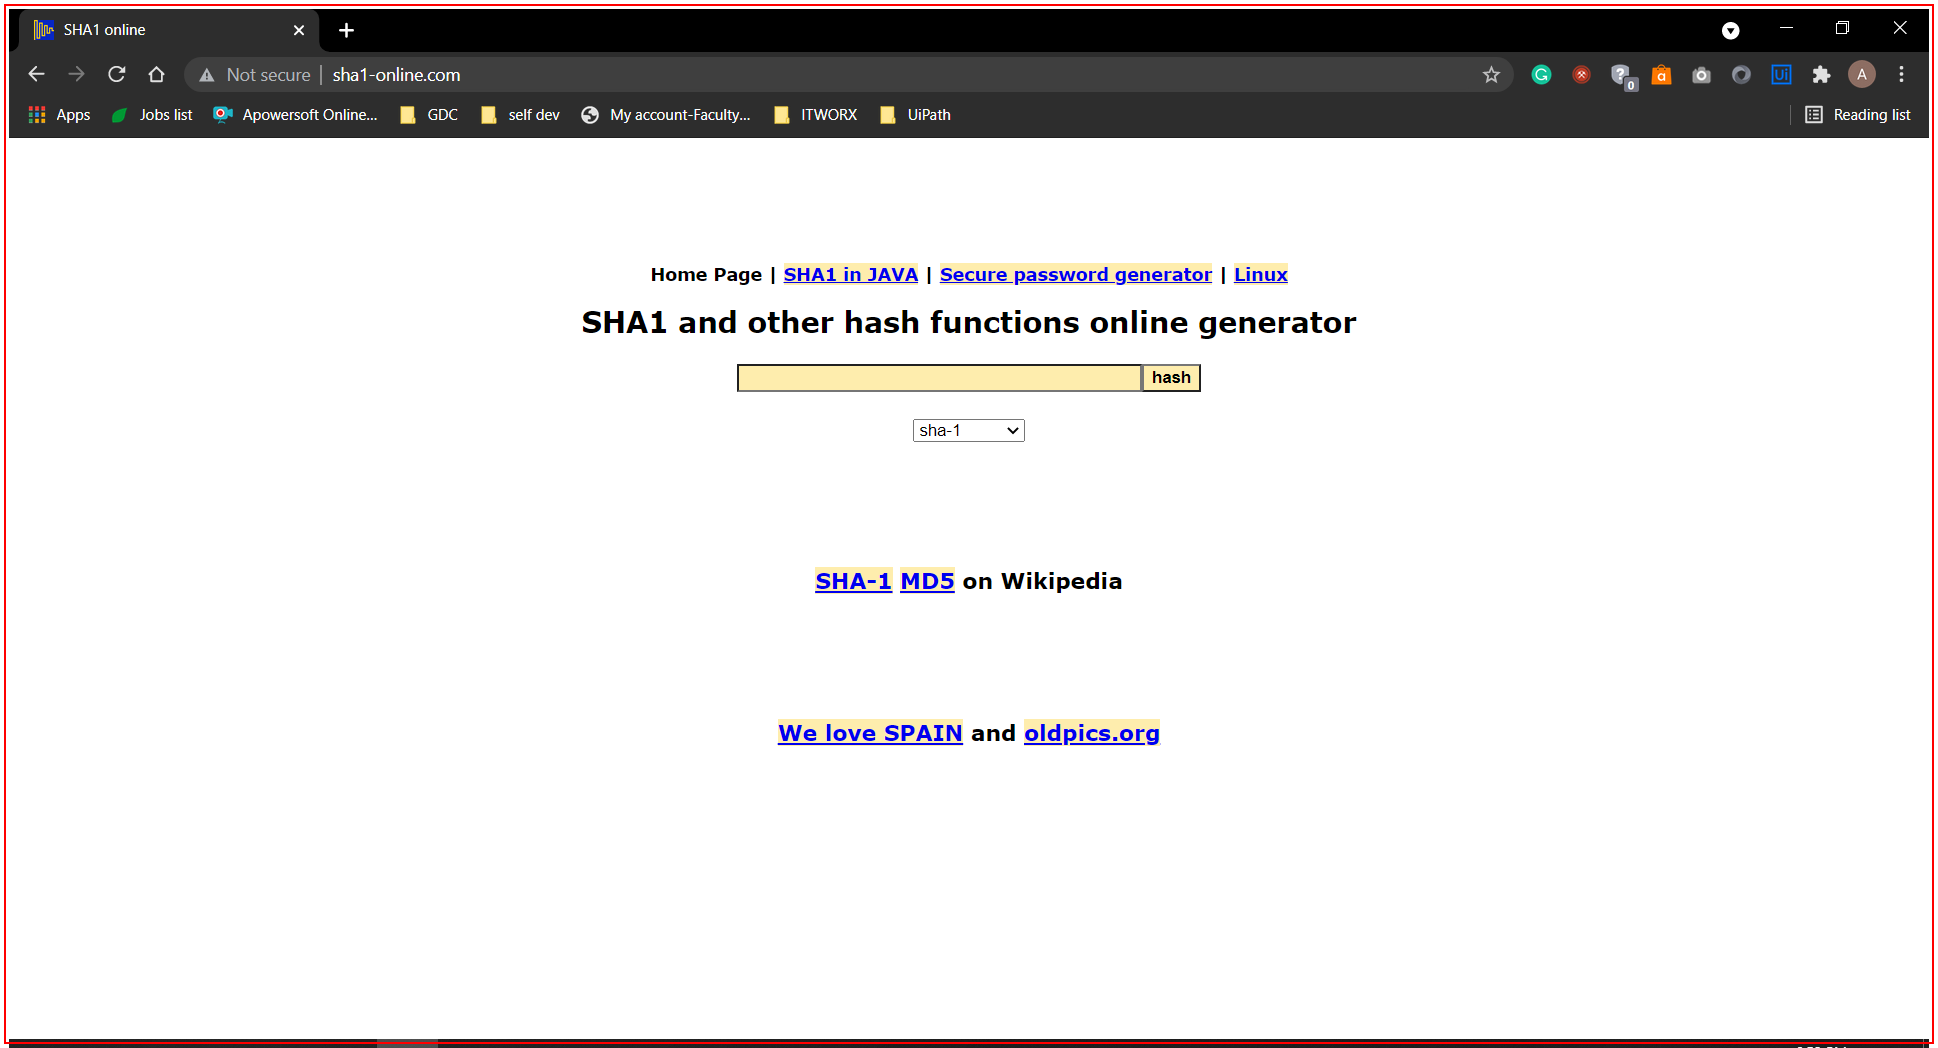 SHA1 online
Not secure | sha1-online.com
A
0
Apps Jobs list Apowersoft Online... GDC self dev My account-Faculty... ITWORX UiPath Reading list
Home Page | SHA1 in JAVA | Secure password generator | Linux
SHA1 and other hash functions online generator
hash
sha-1
SHA-1 MD5 on Wikipedia
We love SPAIN and oldpics.org